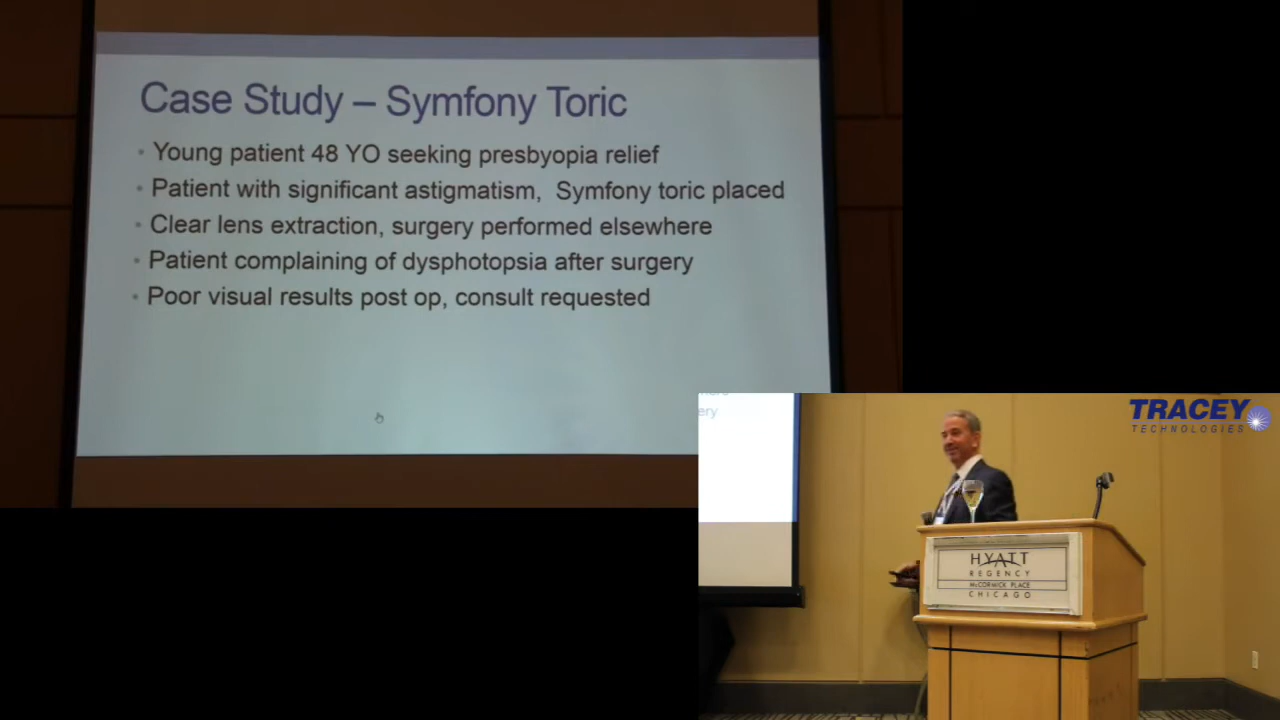 Case Study – Symfony Toric
Young patient 48 YO seeking presbyopia relief
Patient with significant astigmatism, Symfony toric placed
Clear lens extraction, surgery performed elsewhere
Patient complaining of dysphotopsia after surgery
Poor visual results post op, consult requested
ery
TRACEY
TECHNOLOGIES
HYATT
REGENCY
McCORMICK PLACE
CHICAGO